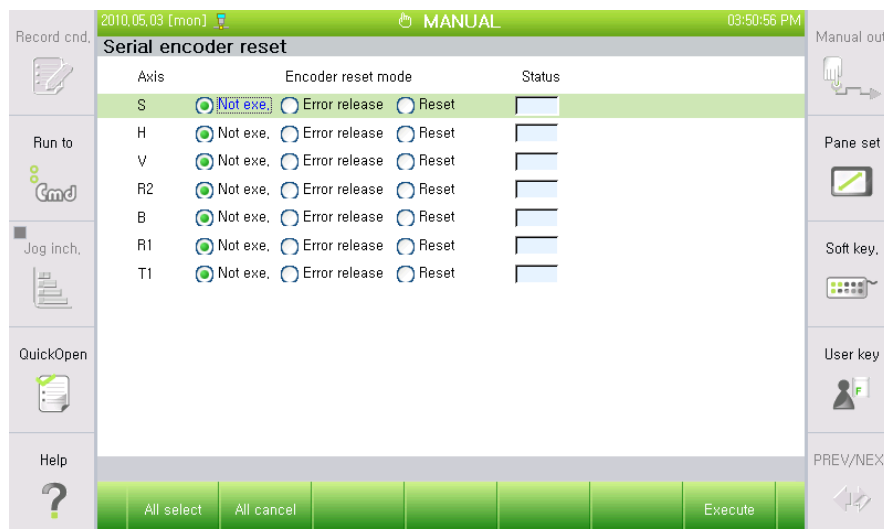 2010,05,03 [mon] MANUAL 03:50:56 PM
Serial encoder reset
Axis Encoder reset mode Status
S Not exe, Error release Reset
H Not exe, Error release Reset
V Not exe, Error release Reset
R2 Not exe, Error release Reset
B Not exe, Error release Reset
R1 Not exe, Error release Reset
T1 Not exe, Error release Reset
Record cnd,
Run to
Cmd
Jog inch,
QuickOpen
Help
?
Manual out
Pane set
Soft key,
User key
F
PREV/NEX
All select All cancel Execute